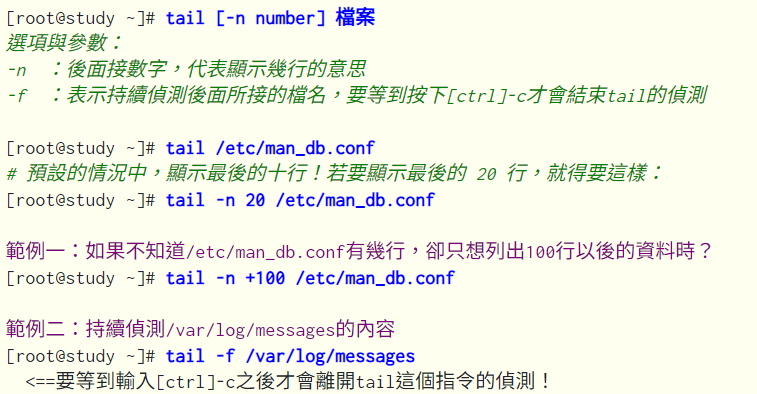 [root@study ~]# tail [-n number] 檔案
選項與參數：
-n  ：後面接數字，代表顯示幾行的意思
-f  ：表示持續偵測後面所接的檔名，要等到按下[ctrl]-c才會結束tail的偵測
[root@study ~]# tail /etc/man_db.conf
# 預設的情況中，顯示最後的十行！若要顯示最後的 20 行，就得要這樣：
[root@study ~]# tail -n 20 /etc/man_db.conf
範例一：如果不知道/etc/man_db.conf有幾行，卻只想列出100行以後的資料時？
[root@study ~]# tail -n +100 /etc/man_db.conf
範例二：持續偵測/var/log/messages的內容
[root@study ~]# tail -f /var/log/messages
  <==要等到輸入[ctrl]-c之後才會離開tail這個指令的偵測！